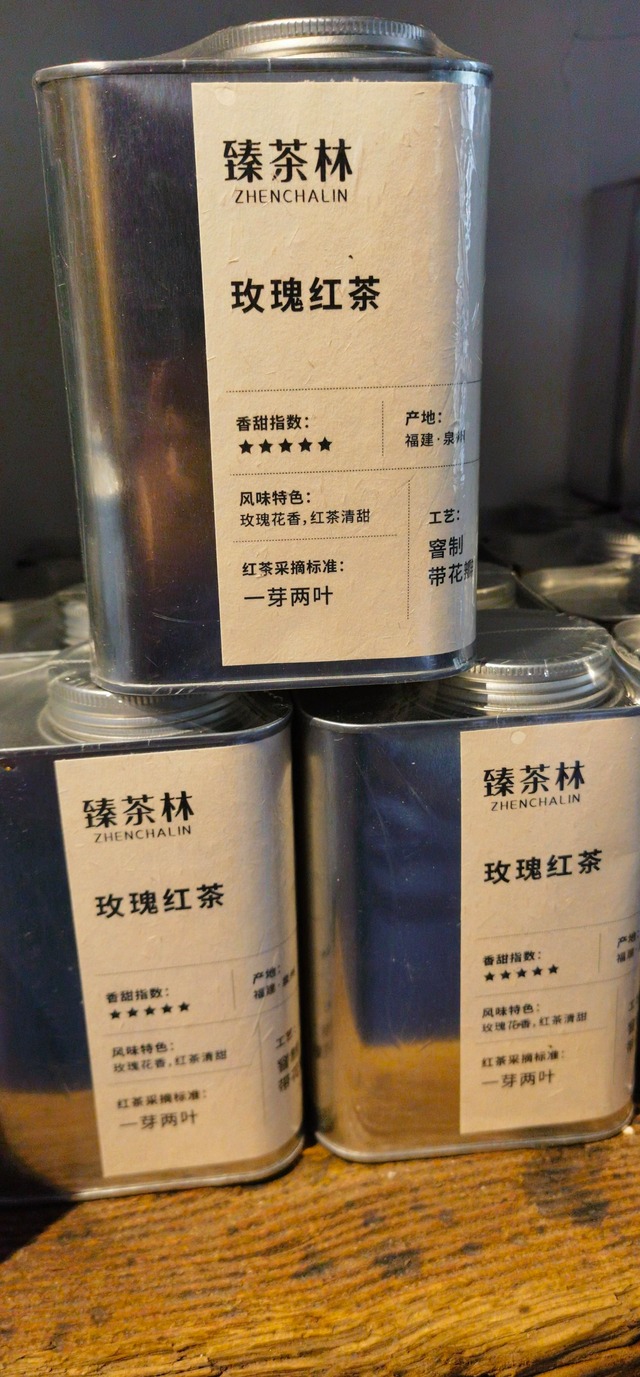 臻茶林
ZHENCHALIN
玫瑰红茶
香甜指数：
★★★★★
产地：
福建·泉州
风味特色：
玫瑰花香，红茶清甜
工艺：
窨制
带花瓣
红茶采摘标准：
一芽两叶
臻茶林
ZHENCHALIN
玫瑰红茶
香甜指数：
★★★★★
产地：
福建·
风味特色：
玫瑰花香，红茶清甜
红茶采摘标准：
一芽两叶
臻茶林
ZHENCHALIN
玫瑰红茶
香甜指数：
★★★★★
产地
风味特色：
玫瑰花香，红茶清甜
红茶采摘标准：
一芽两叶